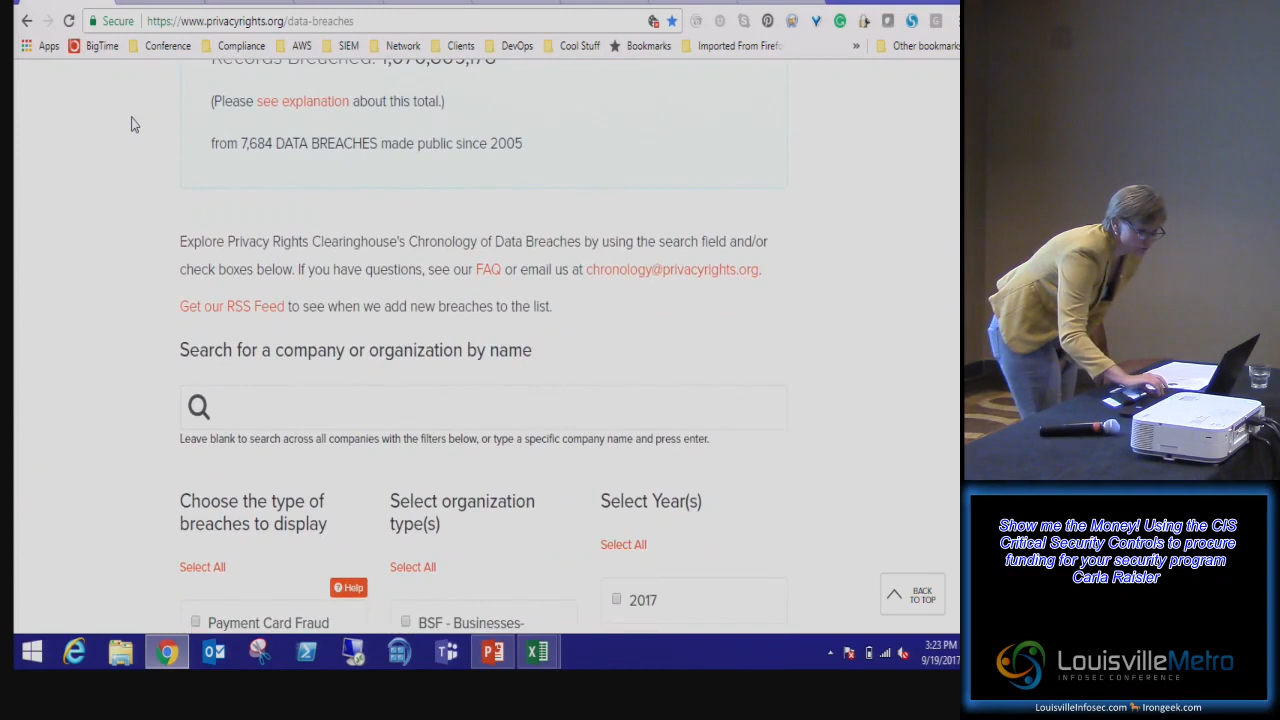 Secure https://www.privacyrights.org/data-breaches
Apps BigTime Conference Compliance AWS SIEM Network Clients DevOps Cool Stuff Bookmarks Imported From Firef » Other bookmarks
Records Breached:
(Please see explanation about this total.)
from 7,684 DATA BREACHES made public since 2005
Explore Privacy Rights Clearinghouse's Chronology of Data Breaches by using the search field and/or
check boxes below. If you have questions, see our FAQ or email us at chronology@privacyrights.org.
Get our RSS Feed to see when we add new breaches to the list.
Search for a company or organization by name
Leave blank to search across all companies with the filters below, or type a specific company name and press enter.
Choose the type of
breaches to display
Select All
Help
Payment Card Fraud
Select organization
type(s)
Select All
BSF - Businesses-
Select Year(s)
Select All
2017
BACK
TO TOP
3:23 PM
9/19/2017
Show me the Money! Using the CIS
Critical Security Controls to procure
funding for your security program
Carla Raisler
LouisvilleMetro
INFOSEC CONFERENCE
LouisvilleInfosec.com Irongeek.com